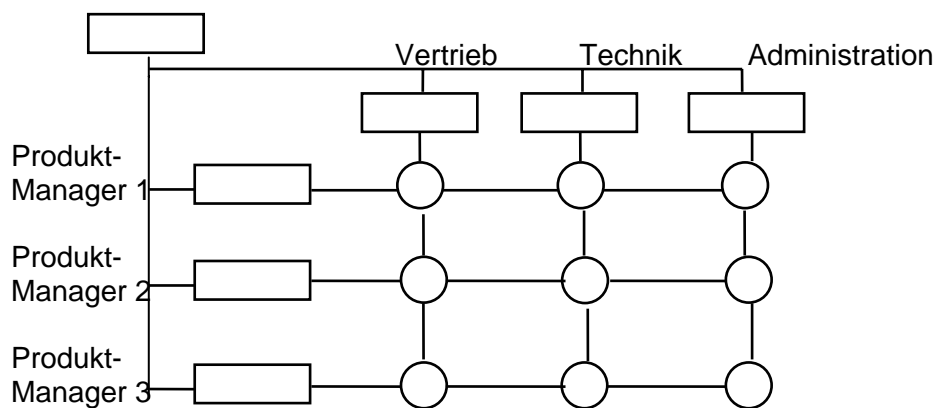 Vertrieb Technik Administration
Produkt-
Manager 1
Produkt-
Manager 2
Produkt-
Manager 3